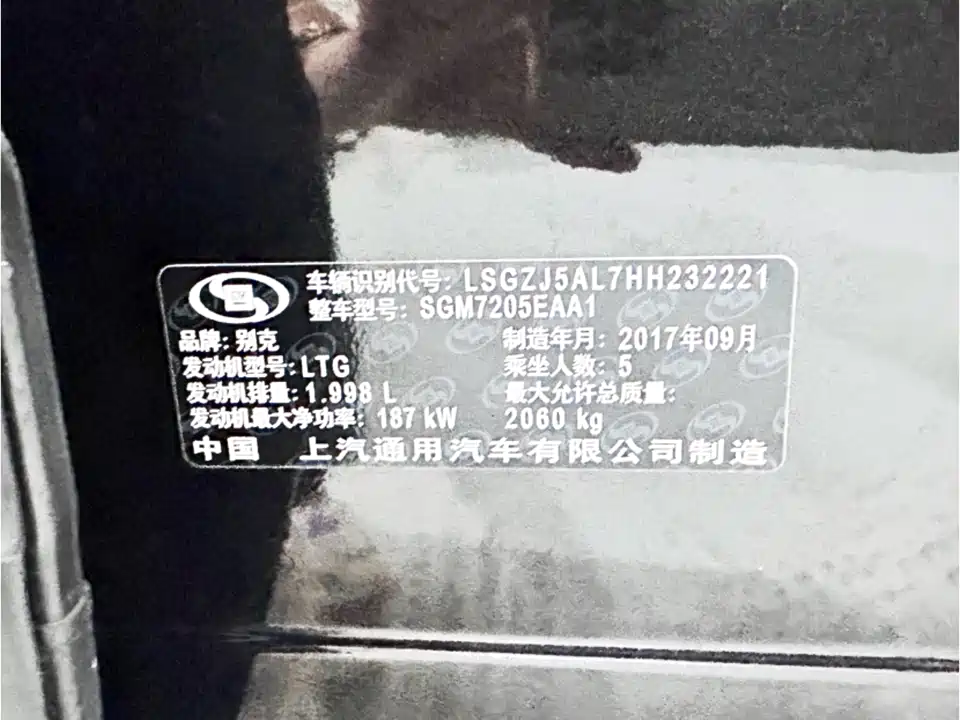 车辆识别代号: LSGZJ5AL7HH232221
整车型号: SGM7205EAA1
品牌: 别克 制造年月: 2017年09月
发动机型号: LTG 乘坐人数: 5
发动机排量: 1.998 L 最大允许总质量:
发动机最大净功率: 187 kW 2060 kg
中国 上汽通用汽车有限公司制造